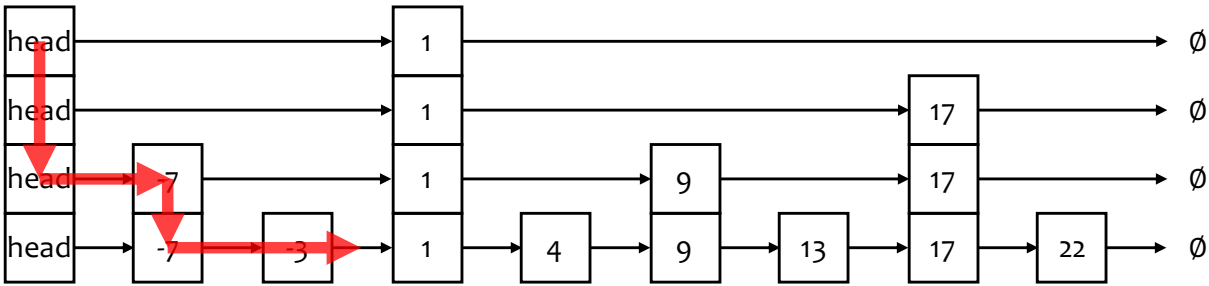 head 1 ∅
head 1 17 ∅
head -7 1 9 17 ∅
head -7 -3 1 4 9 13 17 22 ∅